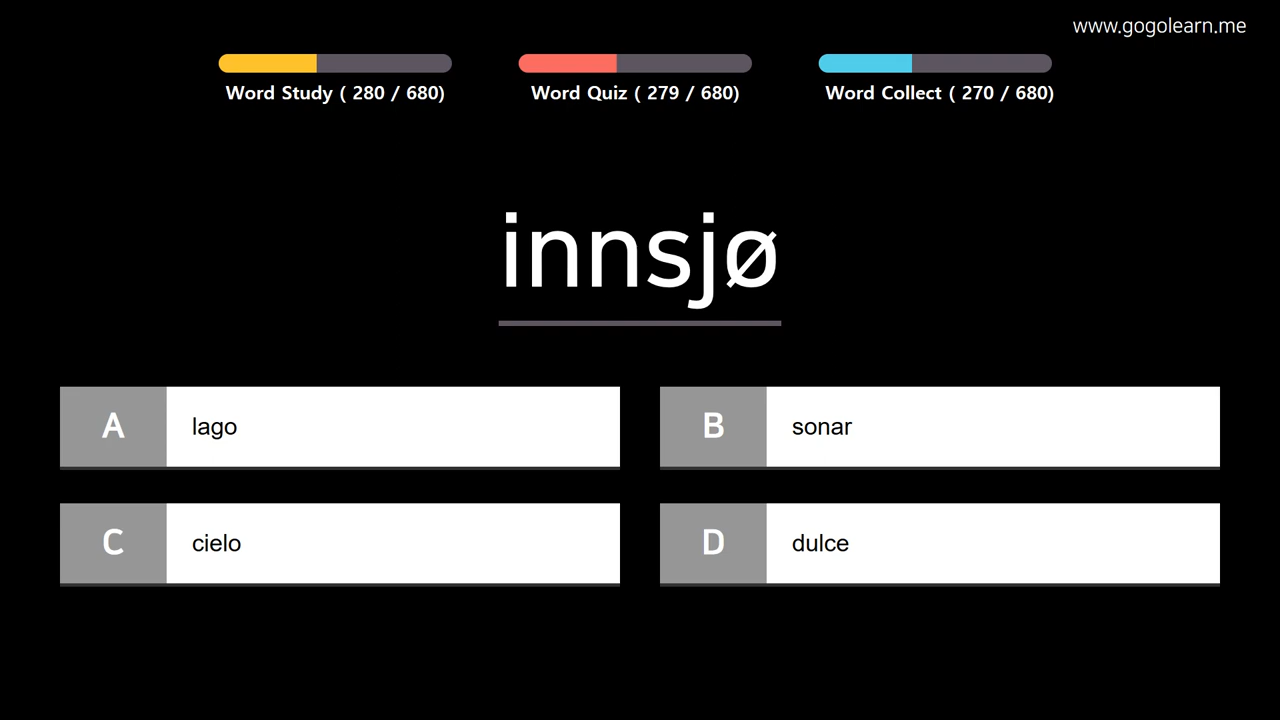 www.gogolearn.me
Word Study ( 280 / 680)
Word Quiz ( 279 / 680)
Word Collect ( 270 / 680)
innsjø
A lago
B sonar
C cielo
D dulce